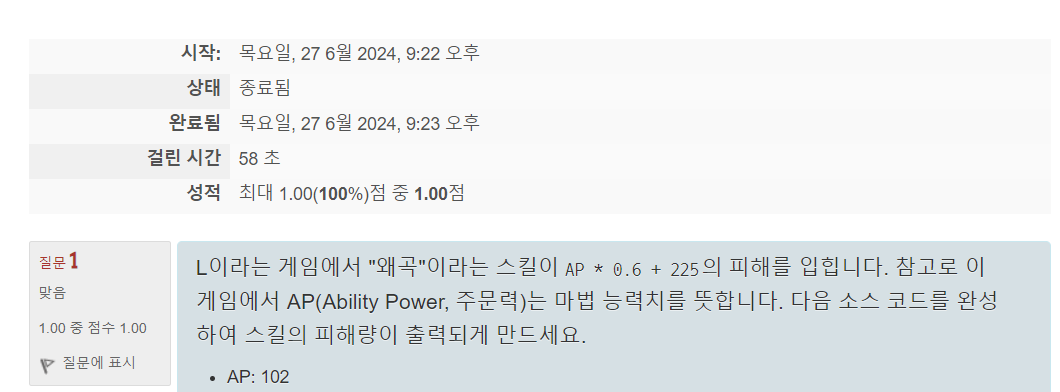 시작: 목요일, 27 6월 2024, 9:22 오후
상태 종료됨
완료됨 목요일, 27 6월 2024, 9:23 오후
걸린 시간 58 초
성적 최대 1.00(100%)점 중 1.00점
질문 1
맞음
1.00 중 점수 1.00
질문에 표시
L이라는 게임에서 "왜곡"이라는 스킬이 AP * 0.6 + 225의 피해를 입힙니다. 참고로 이
게임에서 AP(Ability Power, 주문력)는 마법 능력치를 뜻합니다. 다음 소스 코드를 완성
하여 스킬의 피해량이 출력되게 만드세요.
• AP: 102